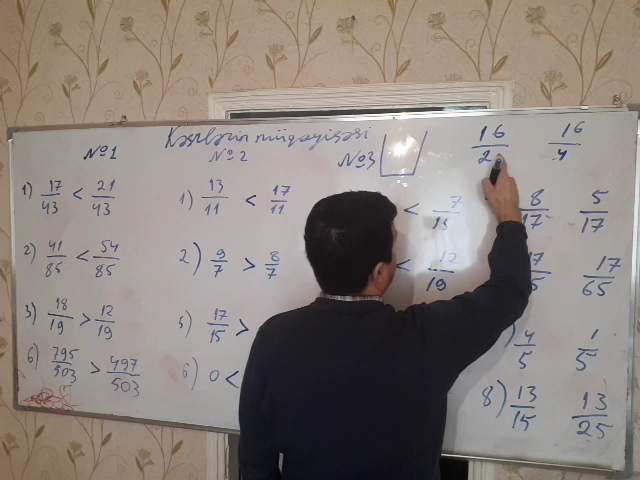 Kəsrlərin müqayisəsi
№1 №2 №3
16/2 16/4
1) 17/43 < 21/43
2) 41/85 < 54/85
3) 18/19 > 12/19
6) 795/503 > 497/503
1) 13/11 < 17/11
2) 9/7 > 8/7
5) 17/15 >
6) 0 <
< 7/15
< 12/19
8/17 5/17
17/65
4/5 1/5
8) 13/15 13/25